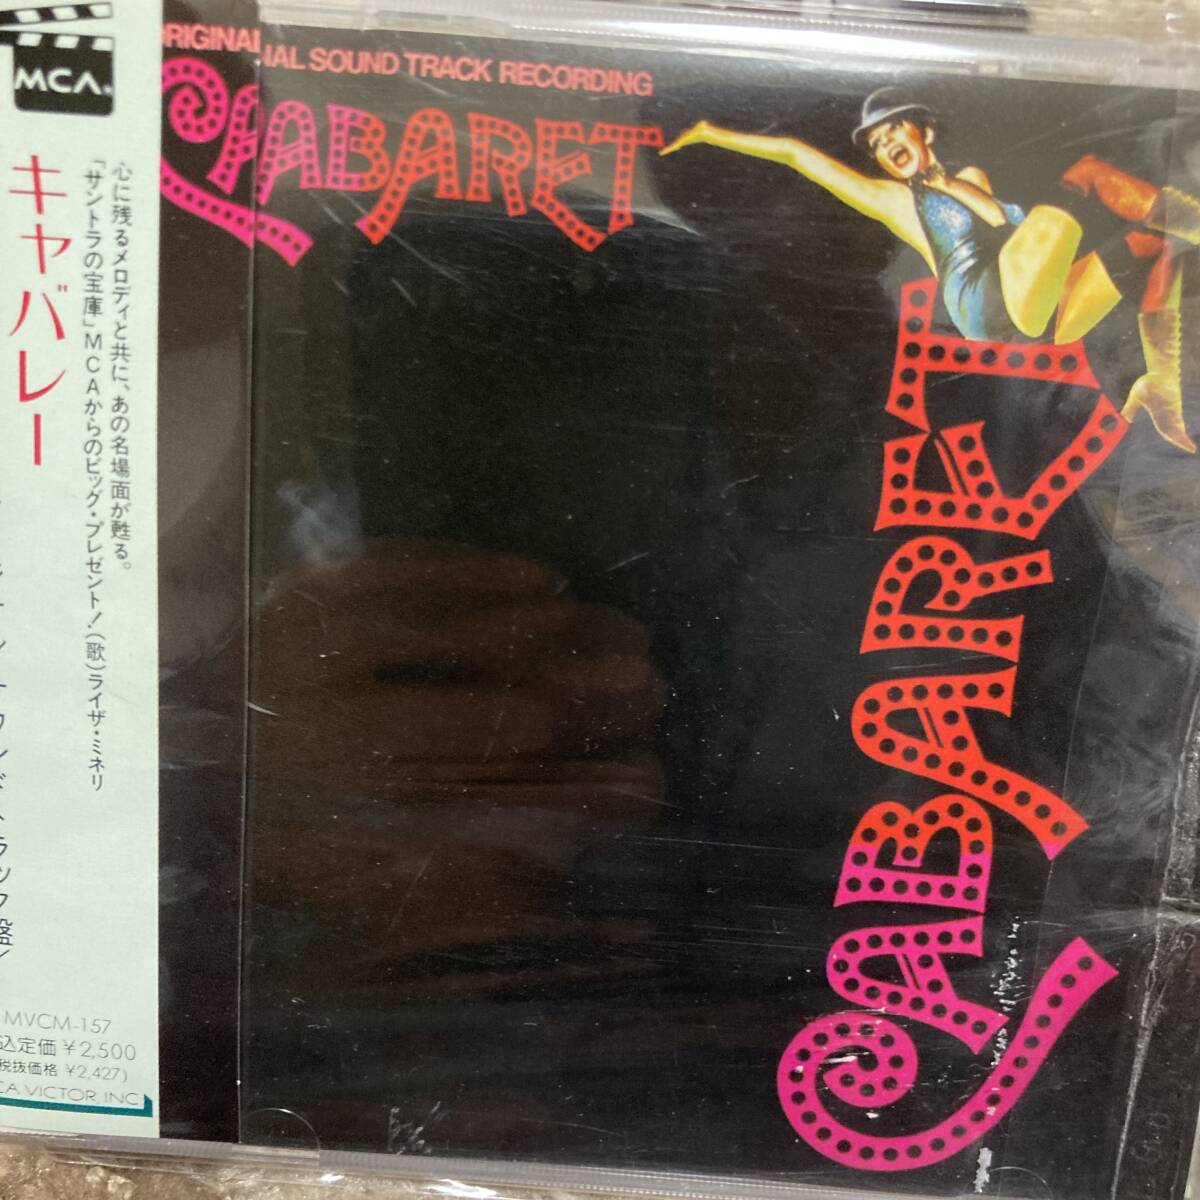 MCA
キャバレー
心に残るメロディと共に、あの名場面が甦る。
「サントラの宝庫」MCAからのビッグ・プレゼント!(歌)ライザ・ミネリ
MVCM-157
込定価 ¥2,500
税抜価格 ¥2,427)
CA VICTOR, INC
ORIGINAL
NAL SOUND TRACK RECORDING
CABARET
CABARET